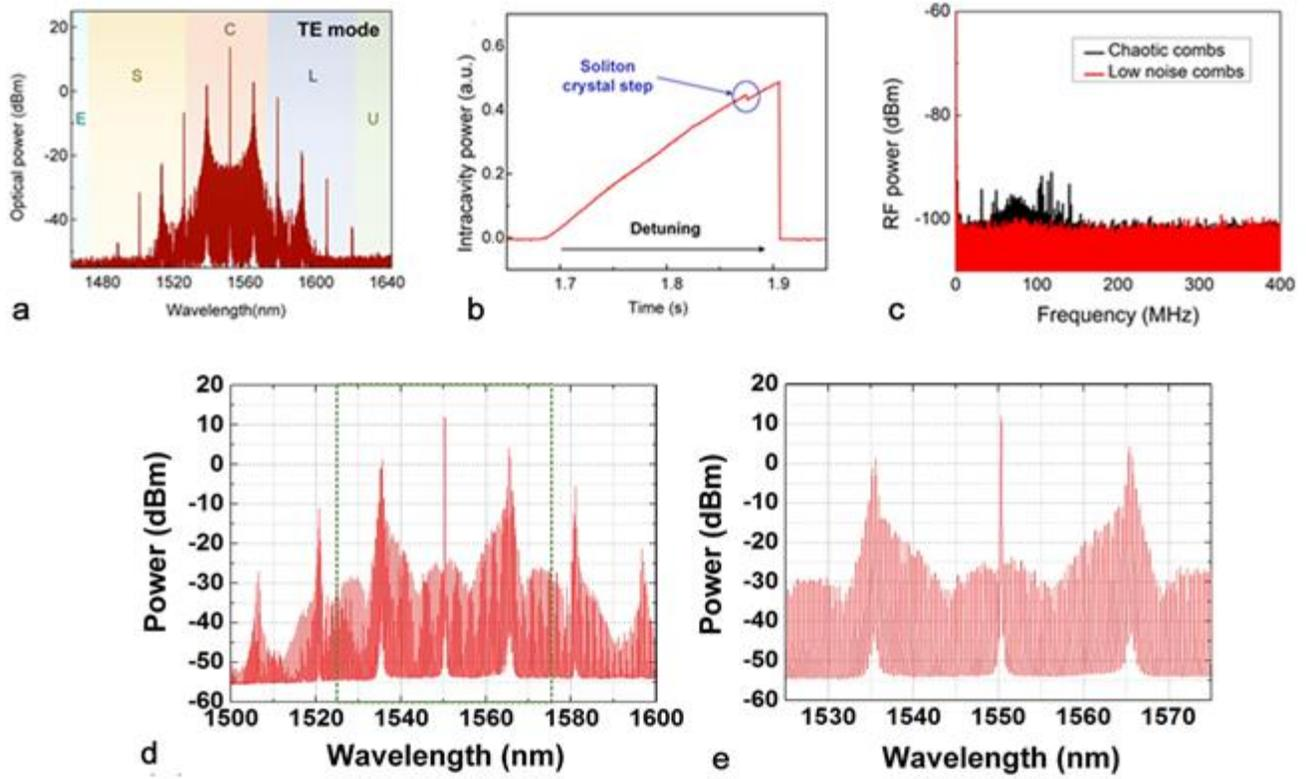 TE mode
E
S
C
L
U
20
0
-20
-40
Optical power (dBm)
1480
1520
1560
1600
1640
Wavelength(nm)
a
Soliton
crystal step
Detuning
0.6
0.4
0.2
0.0
Intracavity power (a.u.)
1.7
1.8
1.9
Time (s)
b
Chaotic combs
Low noise combs
-60
-80
-100
RF power (dBm)
0
100
200
300
400
Frequency (MHz)
c
20
10
0
-10
-20
-30
-40
-50
-60
Power (dBm)
1500
1520
1540
1560
1580
1600
Wavelength (nm)
d
20
10
0
-10
-20
-30
-40
-50
-60
Power (dBm)
1530
1540
1550
1560
1570
Wavelength (nm)
e